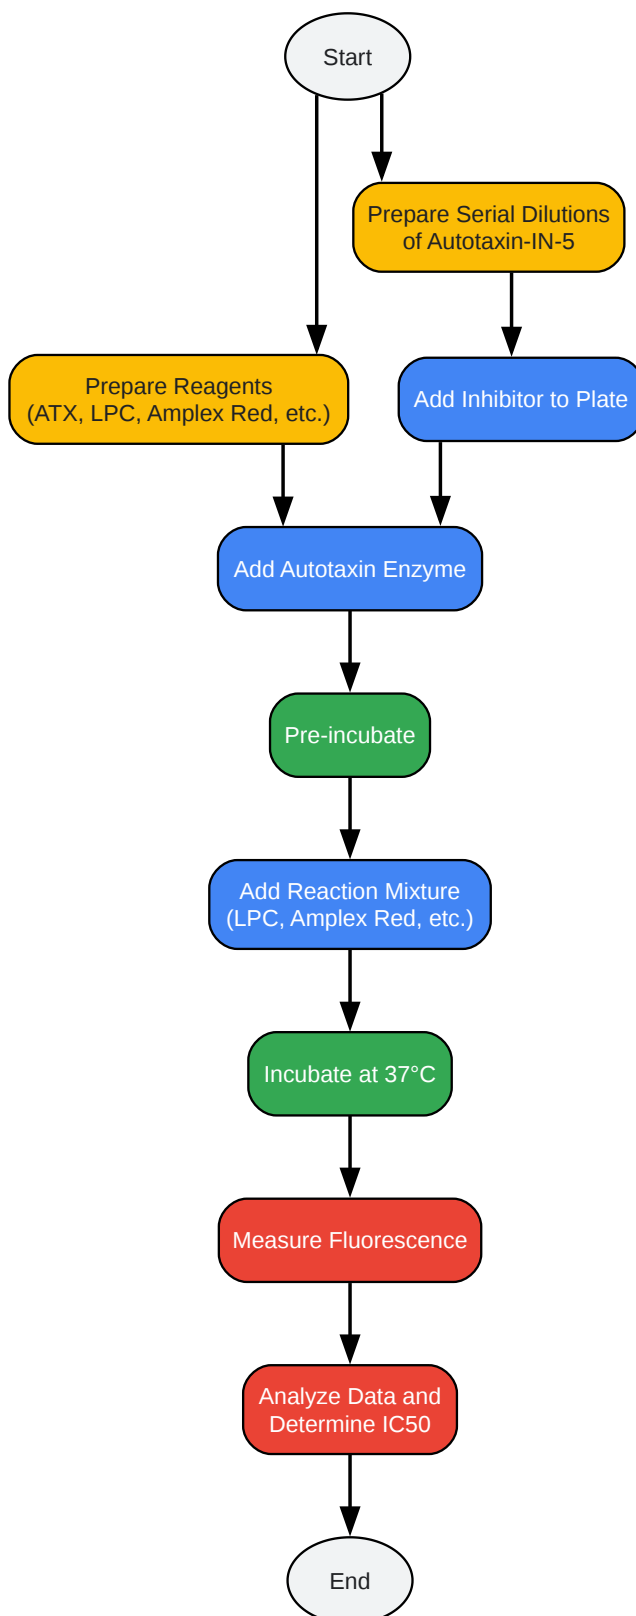 Start
Prepare Serial Dilutions
of Autotaxin-IN-5
Prepare Reagents
(ATX, LPC, Amplex Red, etc.)
Add Inhibitor to Plate
Add Autotaxin Enzyme
Pre-incubate
Add Reaction Mixture
(LPC, Amplex Red, etc.)
Incubate at 37°C
Measure Fluorescence
Analyze Data and
Determine IC50
End